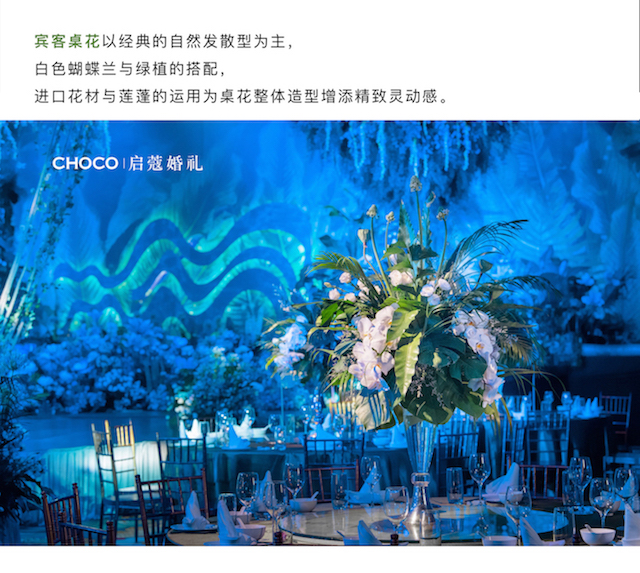 宾客桌花以经典的自然发散型为主，
白色蝴蝶兰与绿植的搭配，
进口花材与莲蓬的运用为桌花整体造型增添精致灵动感。
CHOCO | 启蔻婚礼